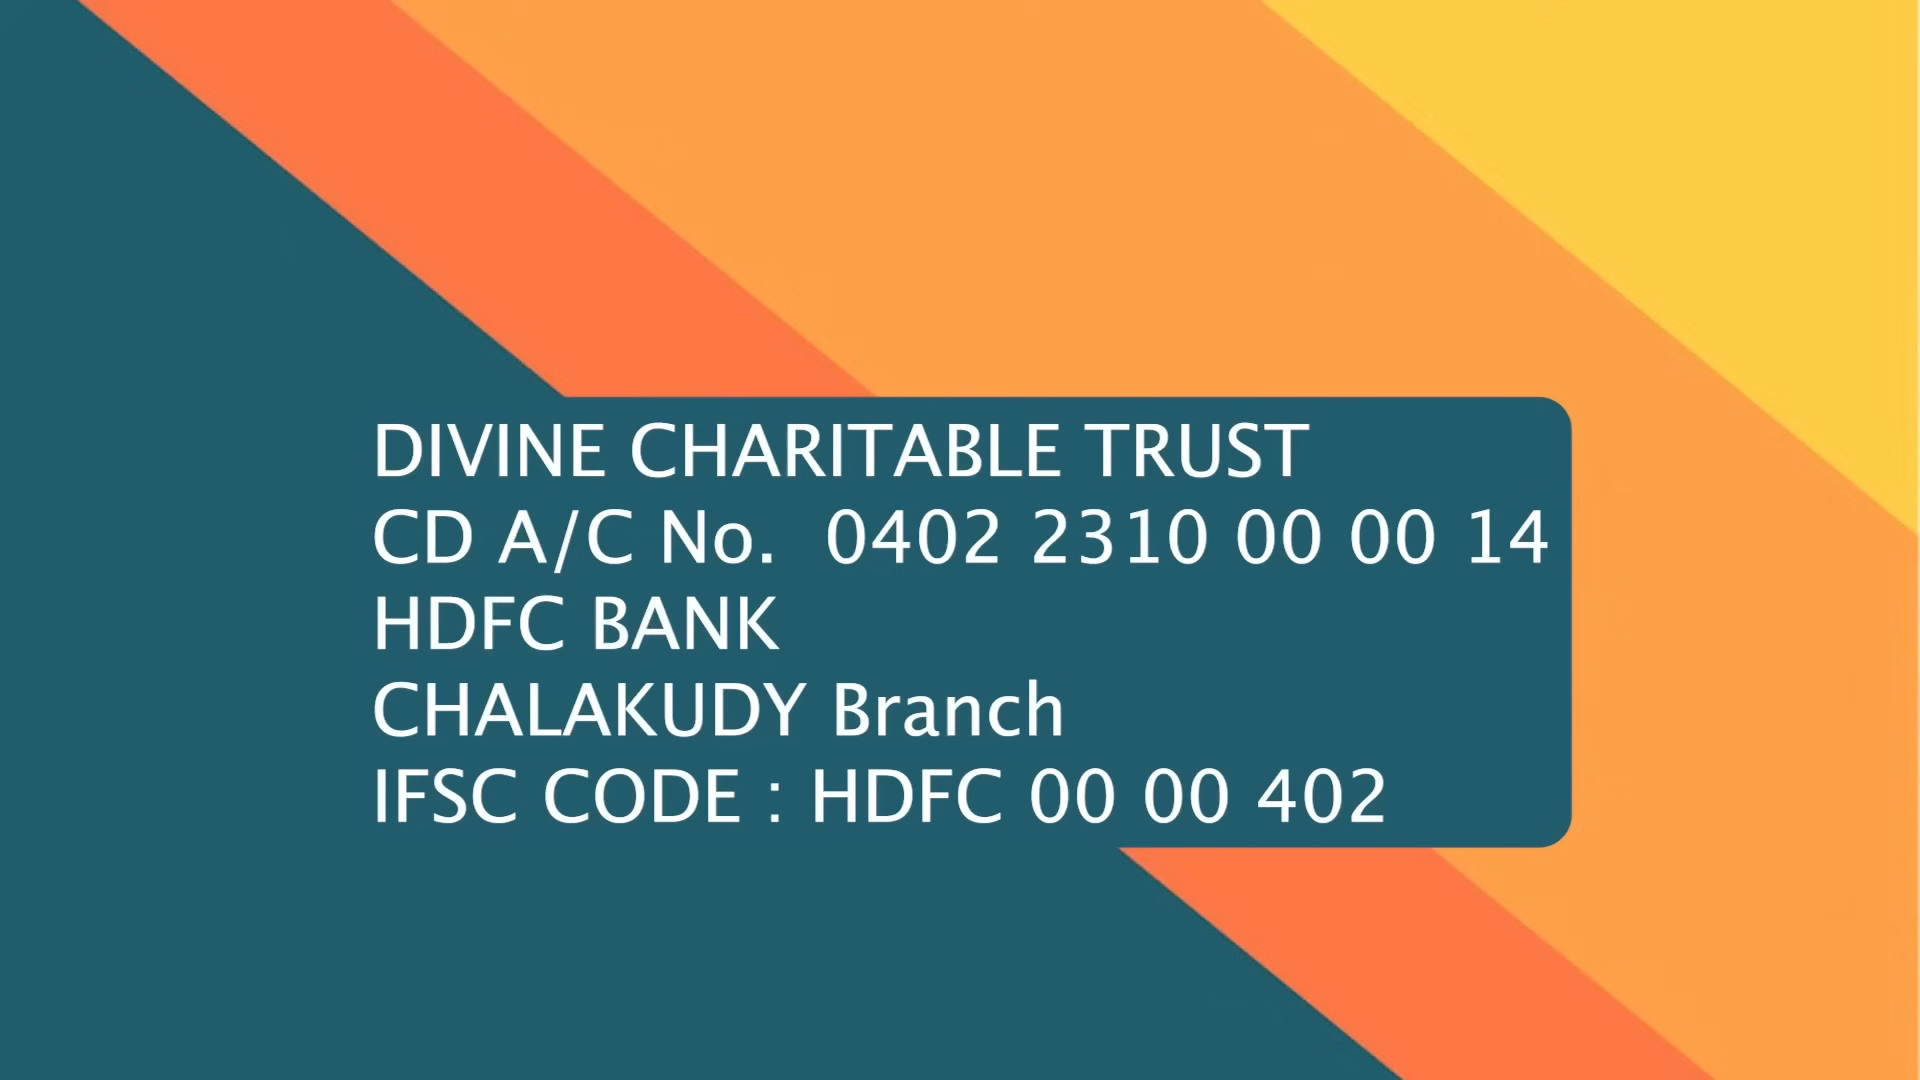 DIVINE CHARITABLE TRUST
CD A/C No.  0402 2310 00 00 14
HDFC BANK
CHALAKUDY Branch
IFSC CODE : HDFC 00 00 402